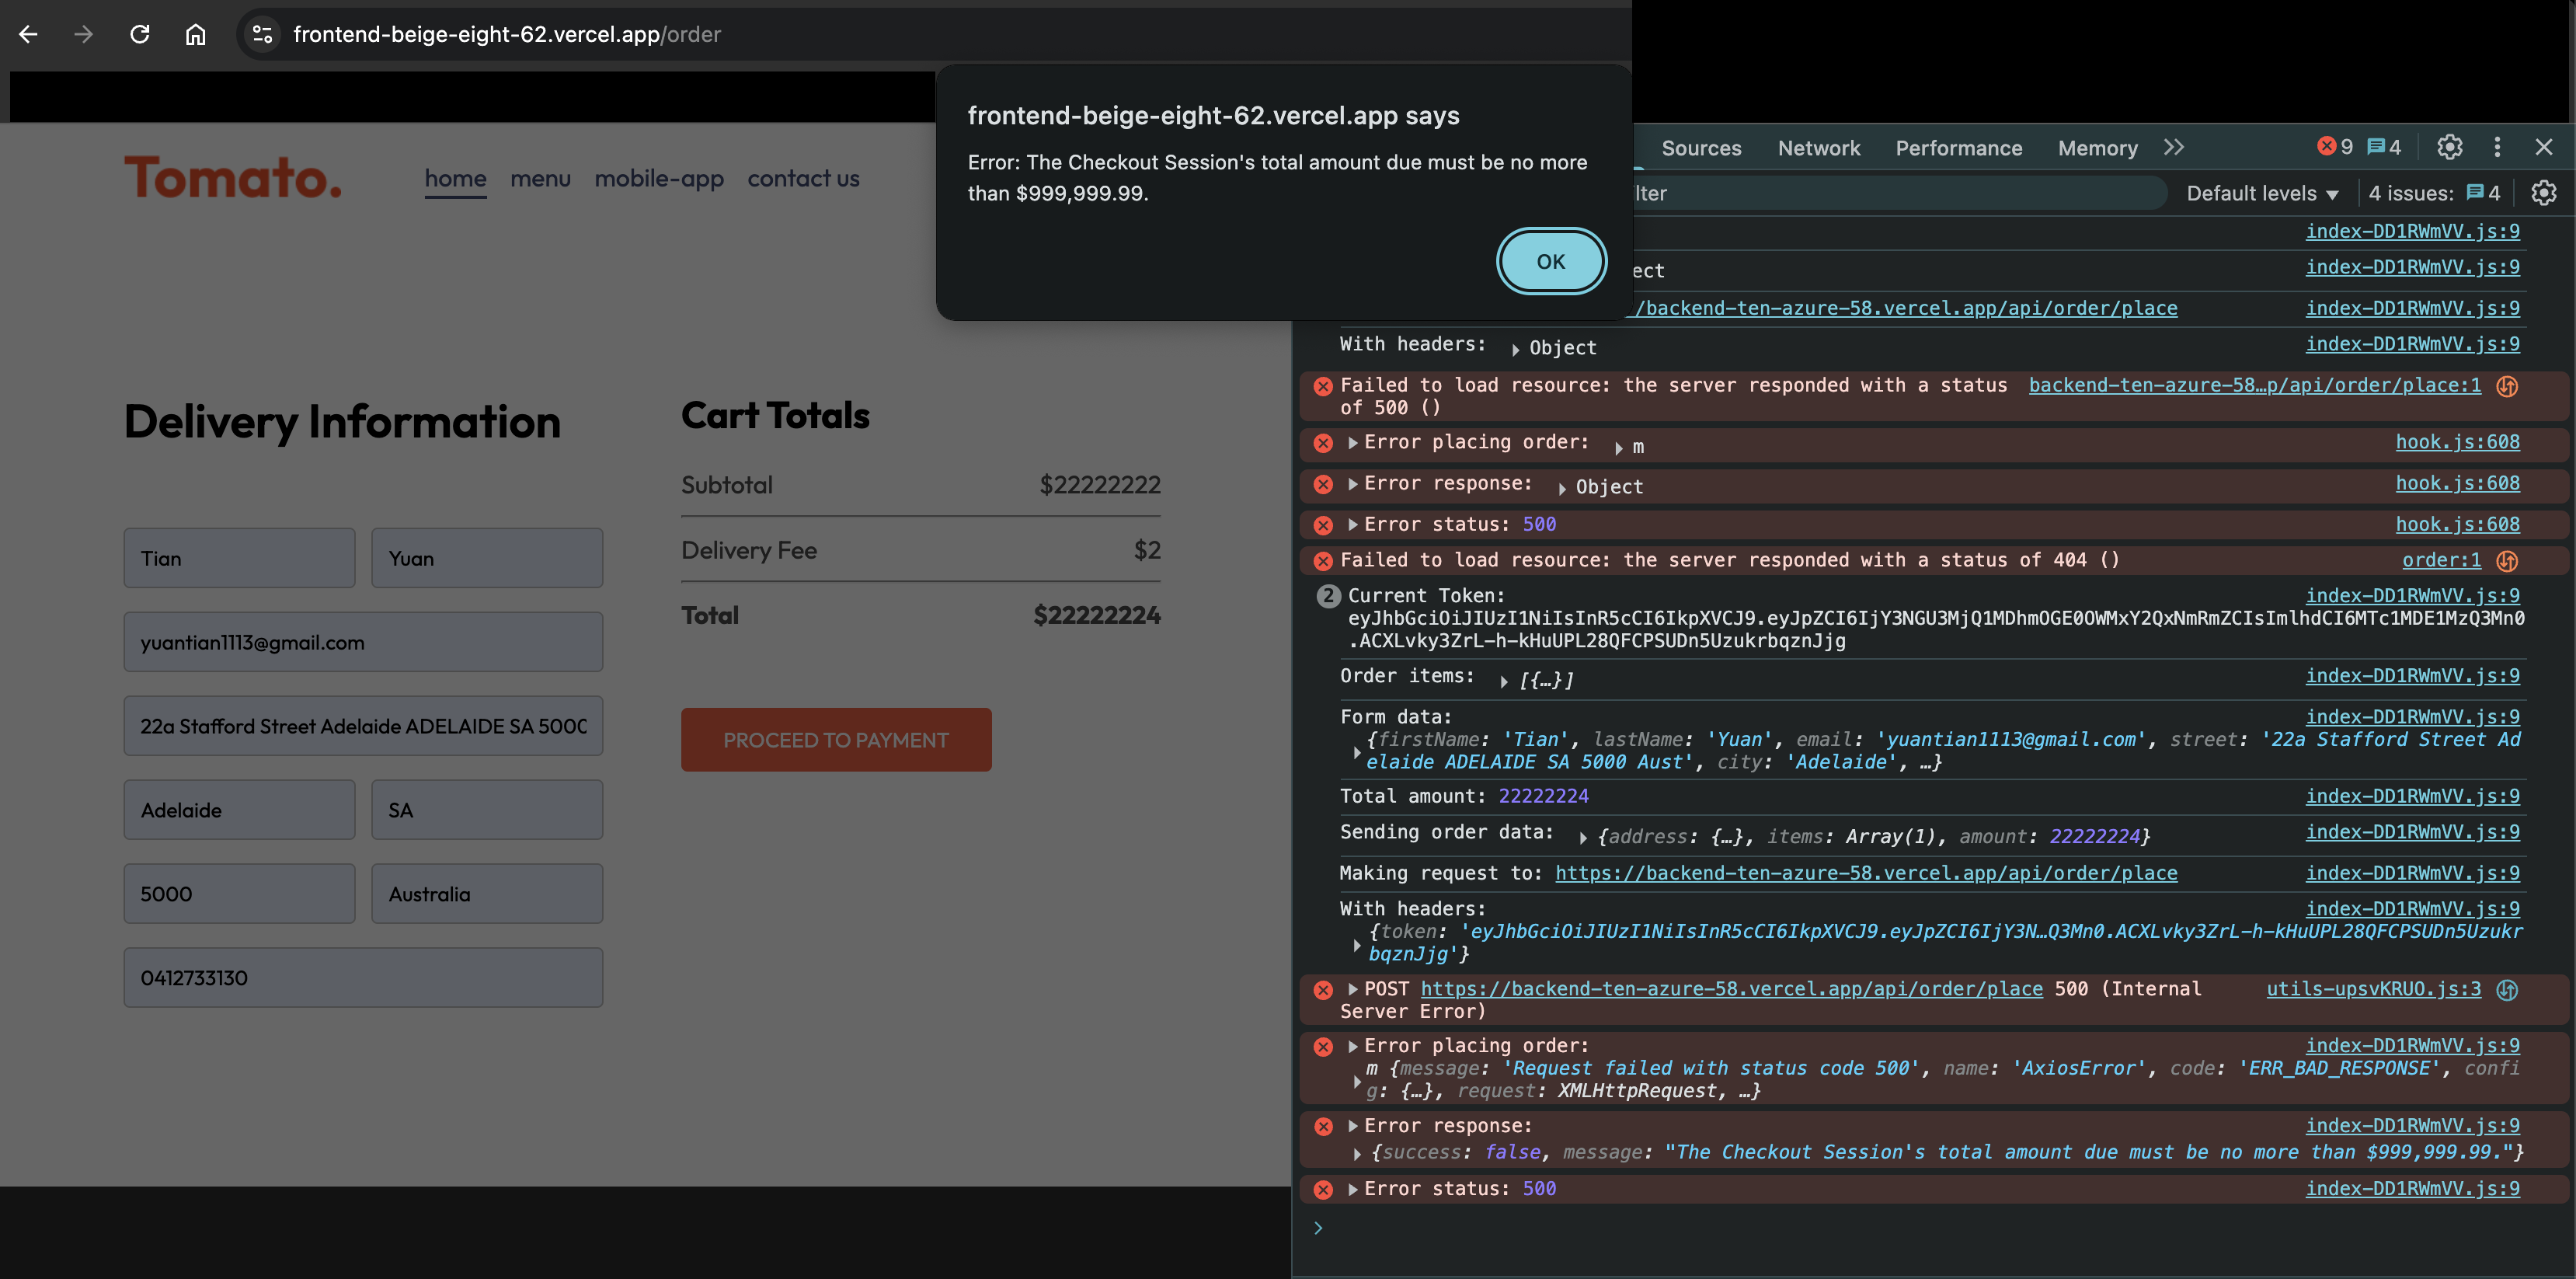 frontend-beige-eight-62.vercel.app/order
frontend-beige-eight-62.vercel.app says
Error: The Checkout Session's total amount due must be no more
than $999,999.99.
OK
Tomato.
home menu mobile-app contact us
Delivery Information
Tian Yuan
yuantian1113@gmail.com
22a Stafford Street Adelaide ADELAIDE SA 500
Adelaide SA
5000 Australia
0412733130
Cart Totals
Subtotal $22222222
Delivery Fee $2
Total $22222224
PROCEED TO PAYMENT
Sources Network Performance Memory 9 4
lter Default levels 4 issues: 4
index-DD1RWmVV.js:9
ect index-DD1RWmVV.js:9
/backend-ten-azure-58.vercel.app/api/order/place index-DD1RWmVV.js:9
With headers: Object index-DD1RWmVV.js:9
Failed to load resource: the server responded with a status backend-ten-azure-58…p/api/order/place:1
of 500 ()
Error placing order: m hook.js:608
Error response: Object hook.js:608
Error status: 500 hook.js:608
Failed to load resource: the server responded with a status of 404 () order:1
2 Current Token: index-DD1RWmVV.js:9
eyJhbGciOiJIUzI1NiIsInR5cCI6IkpXVCJ9.eyJpZCI6IjY3NGU3MjQ1MDhmOGE0OWMxY2QxNmRmZCIsImlhdCI6MTc1MDE1MzQ3Mn0
.ACXLvky3ZrL-h-kHuUPL28QFCPSUDn5UzukrbqznJjg
Order items: [{…}] index-DD1RWmVV.js:9
Form data: index-DD1RWmVV.js:9
{firstName: 'Tian', lastName: 'Yuan', email: 'yuantian1113@gmail.com', street: '22a Stafford Street Ad
elaide ADELAIDE SA 5000 Aust', city: 'Adelaide', …}
Total amount: 22222224 index-DD1RWmVV.js:9
Sending order data: {address: {…}, items: Array(1), amount: 22222224} index-DD1RWmVV.js:9
Making request to: https://backend-ten-azure-58.vercel.app/api/order/place index-DD1RWmVV.js:9
With headers: index-DD1RWmVV.js:9
{token: 'eyJhbGciOiJIUzI1NiIsInR5cCI6IkpXVCJ9.eyJpZCI6IjY3N…Q3Mn0.ACXLvky3ZrL-h-kHuUPL28QFCPSUDn5Uzukr
bqznJjg'}
POST https://backend-ten-azure-58.vercel.app/api/order/place 500 (Internal utils-upsvKRUO.js:3
Server Error)
Error placing order: index-DD1RWmVV.js:9
m {message: 'Request failed with status code 500', name: 'AxiosError', code: 'ERR_BAD_RESPONSE', confi
g: {…}, request: XMLHttpRequest, …}
Error response: index-DD1RWmVV.js:9
{success: false, message: "The Checkout Session's total amount due must be no more than $999,999.99."}
Error status: 500 index-DD1RWmVV.js:9